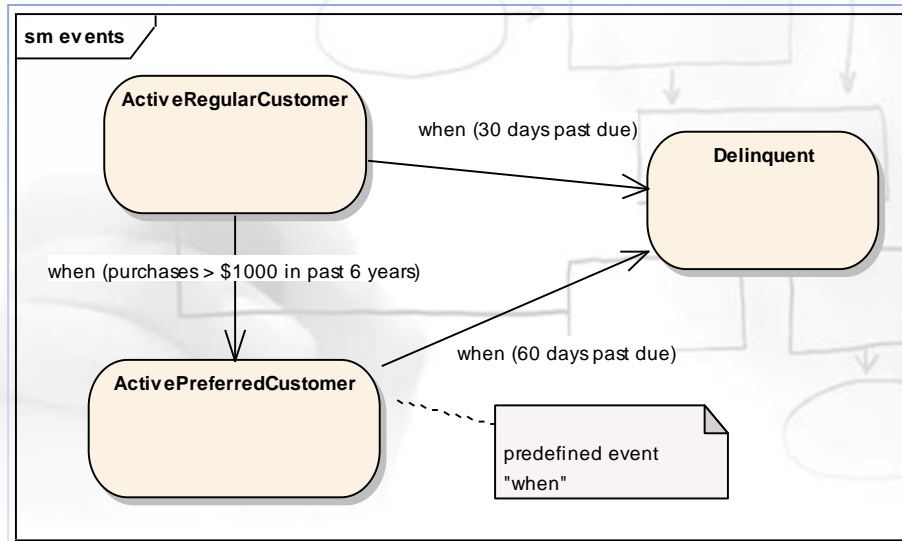 sm events
ActiveRegularCustomer
when (30 days past due)
Delinquent
when (purchases > $1000 in past 6 years)
ActivePreferredCustomer
when (60 days past due)
predefined event
"when"